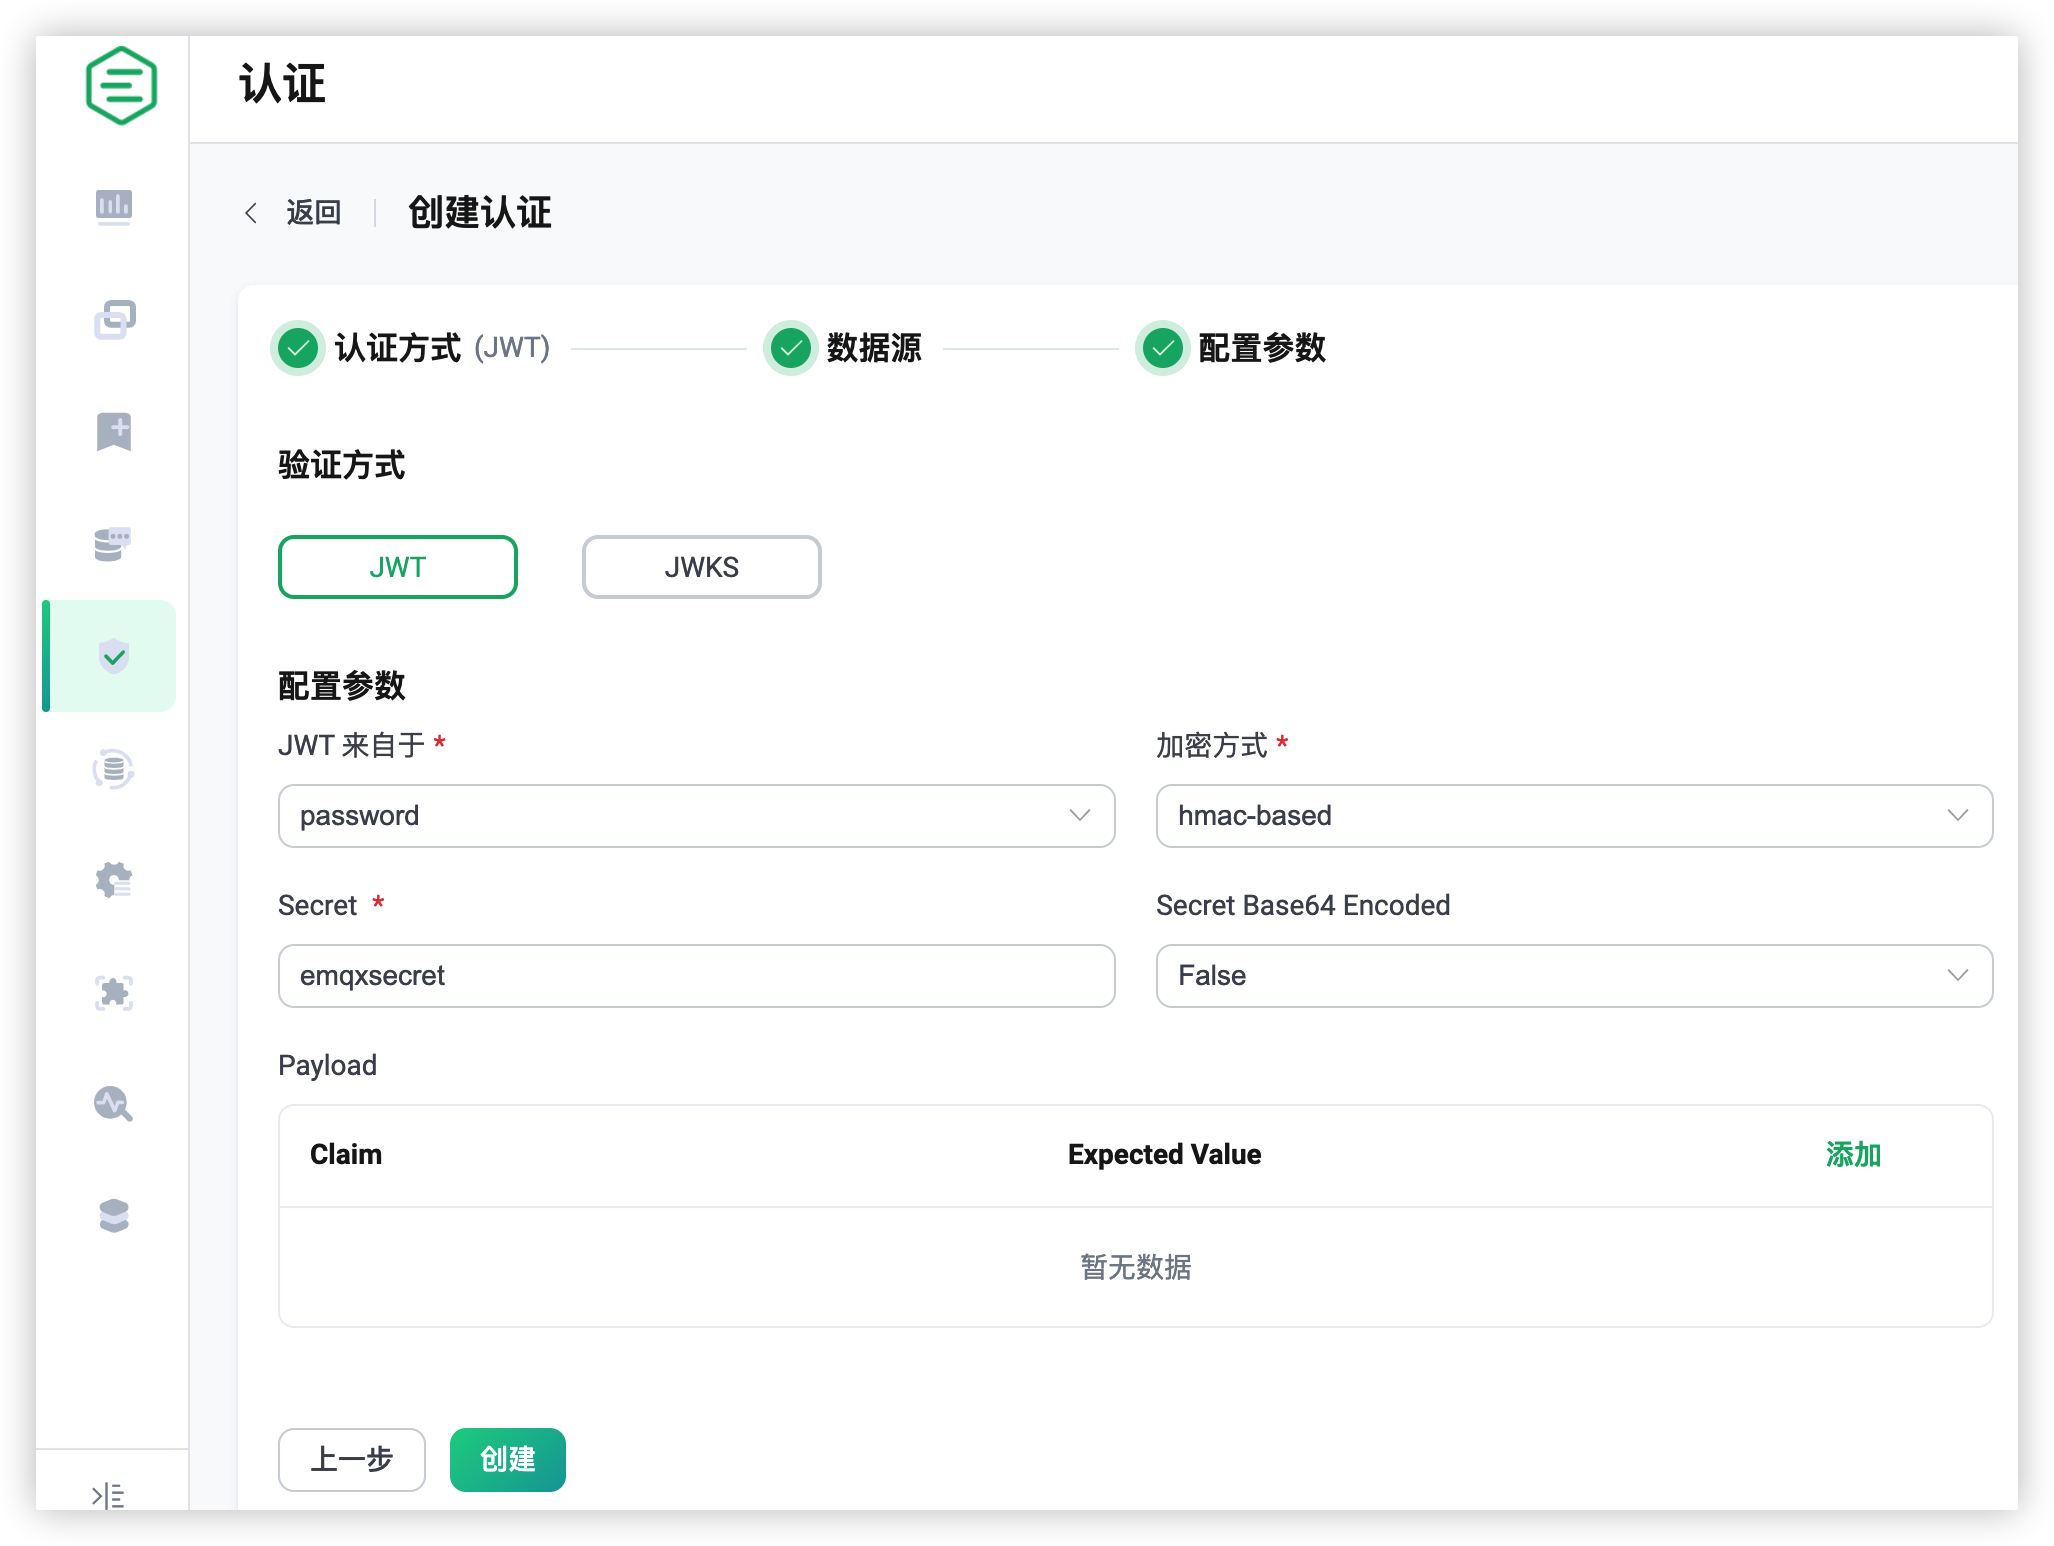 认证
返回 创建认证
认证方式 (JWT) 数据源 配置参数
验证方式
JWT JWKS
配置参数
JWT 来自于 * 加密方式 *
password hmac-based
Secret * Secret Base64 Encoded
emqxsecret False
Payload
Claim Expected Value 添加
暂无数据
上一步 创建